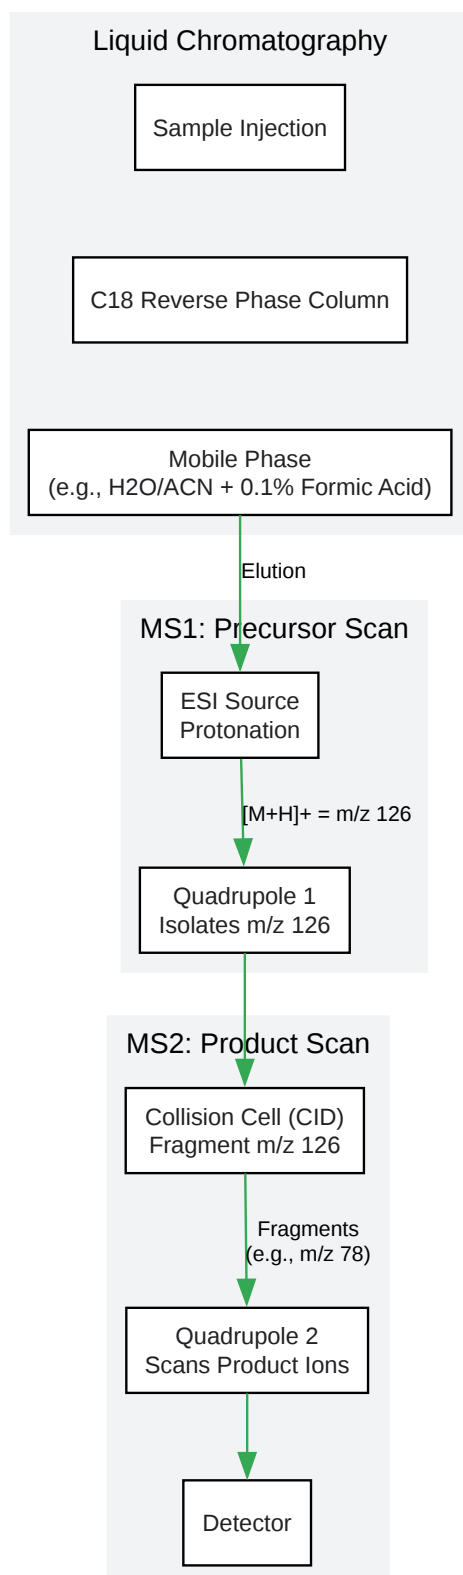 Liquid Chromatography
Sample Injection
C18 Reverse Phase Column
Mobile Phase
(e.g., H2O/ACN + 0.1% Formic Acid)
Elution
MS1: Precursor Scan
ESI Source
Protonation
[M+H]+ = m/z 126
Quadrupole 1
Isolates m/z 126
MS2: Product Scan
Collision Cell (CID)
Fragment m/z 126
Fragments
(e.g., m/z 78)
Quadrupole 2
Scans Product Ions
Detector